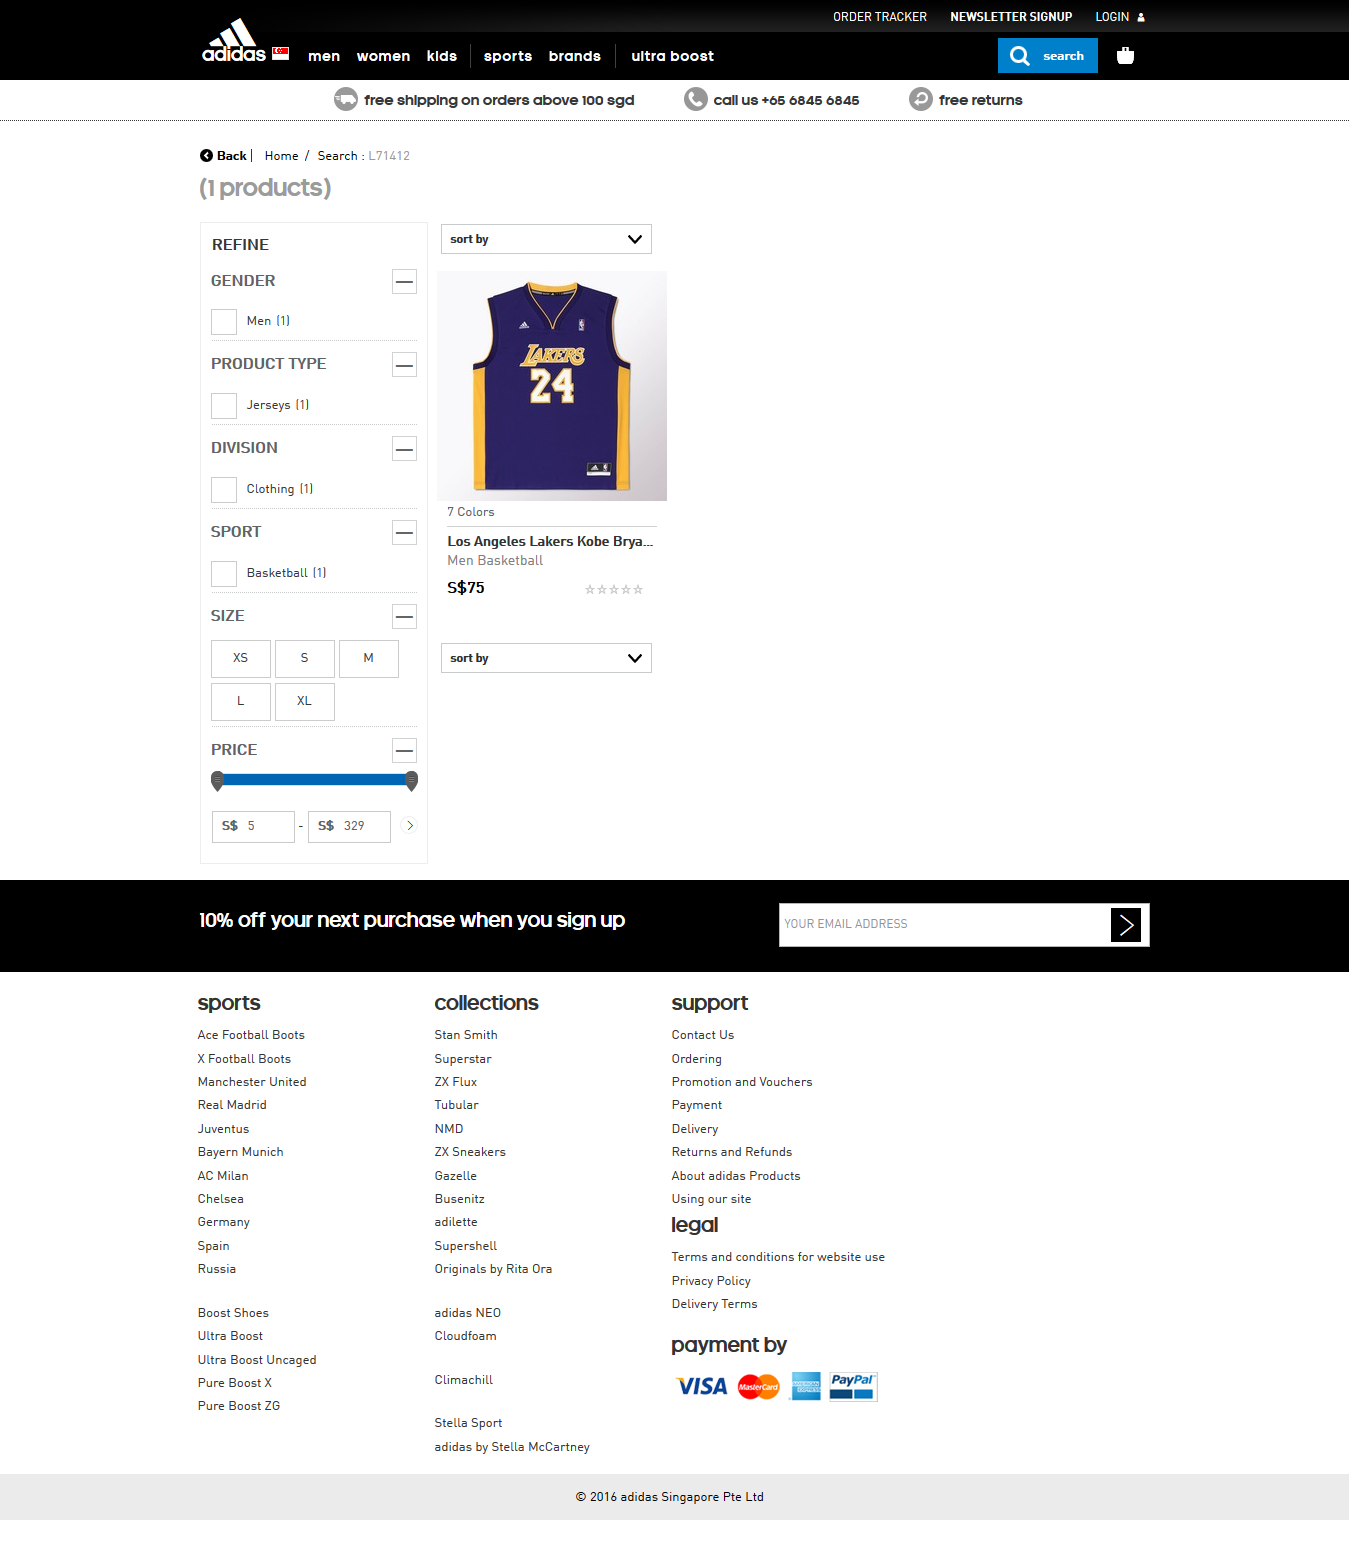 ORDER TRACKER NEWSLETTER SIGNUP LOGIN
adidas men women kids sports brands ultra boost search
free shipping on orders above 100 sgd call us +65 6845 6845 free returns
Back Home / Search : L71412
(1 products)
REFINE
sort by
GENDER
Men (1)
PRODUCT TYPE
Jerseys (1)
DIVISION
Clothing (1)
SPORT
Basketball (1)
SIZE
XS S M
L XL
PRICE
S$ 5 - S$ 329
LAKERS
24
7 Colors
Los Angeles Lakers Kobe Brya...
Men Basketball
S$75
sort by
10% off your next purchase when you sign up
YOUR EMAIL ADDRESS
sports
Ace Football Boots
X Football Boots
Manchester United
Real Madrid
Juventus
Bayern Munich
AC Milan
Chelsea
Germany
Spain
Russia
Boost Shoes
Ultra Boost
Ultra Boost Uncaged
Pure Boost X
Pure Boost ZG
collections
Stan Smith
Superstar
ZX Flux
Tubular
NMD
ZX Sneakers
Gazelle
Busenitz
adilette
Supershell
Originals by Rita Ora
adidas NEO
Cloudfoam
Climachill
Stella Sport
adidas by Stella McCartney
support
Contact Us
Ordering
Promotion and Vouchers
Payment
Delivery
Returns and Refunds
About adidas Products
Using our site
legal
Terms and conditions for website use
Privacy Policy
Delivery Terms
payment by
VISA MasterCard AMERICAN EXPRESS PayPal
© 2016 adidas Singapore Pte Ltd